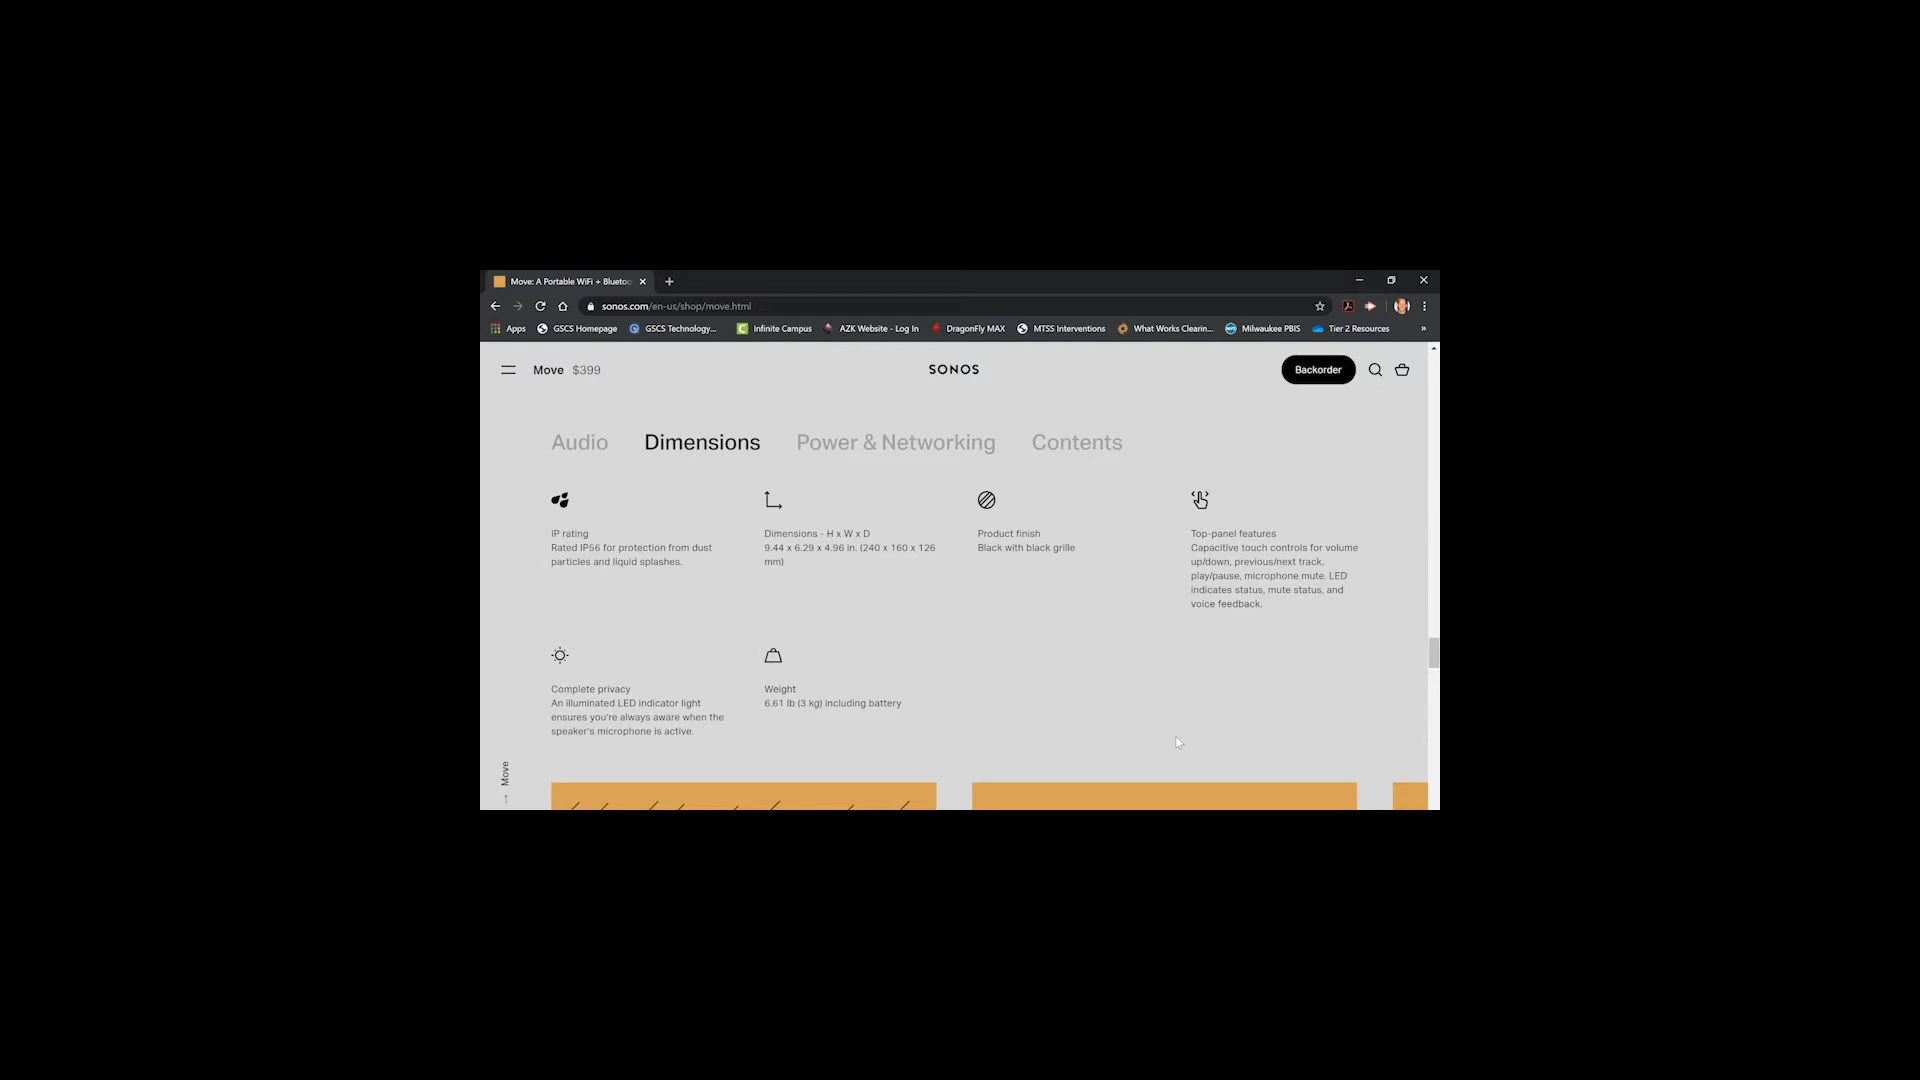 Move: A Portable WiFi + Bluetoo
sonos.com/en-us/shop/move.html
Apps GSCS Homepage GSCS Technology... Infinite Campus AZK Website - Log In DragonFly MAX MTSS Interventions What Works Clearin... Milwaukee PBIS Tier 2 Resources »
Move $399 SONOS Backorder
Audio Dimensions Power & Networking Contents
IP rating
Rated IP56 for protection from dust
particles and liquid splashes.
Dimensions - H x W x D
9.44 x 6.29 x 4.96 in. (240 x 160 x 126
mm)
Product finish
Black with black grille
Top-panel features
Capacitive touch controls for volume
up/down, previous/next track,
play/pause, microphone mute. LED
indicates status, mute status, and
voice feedback.
Complete privacy
An illuminated LED indicator light
ensures you're always aware when the
speaker's microphone is active.
Weight
6.61 lb (3 kg) including battery
Move